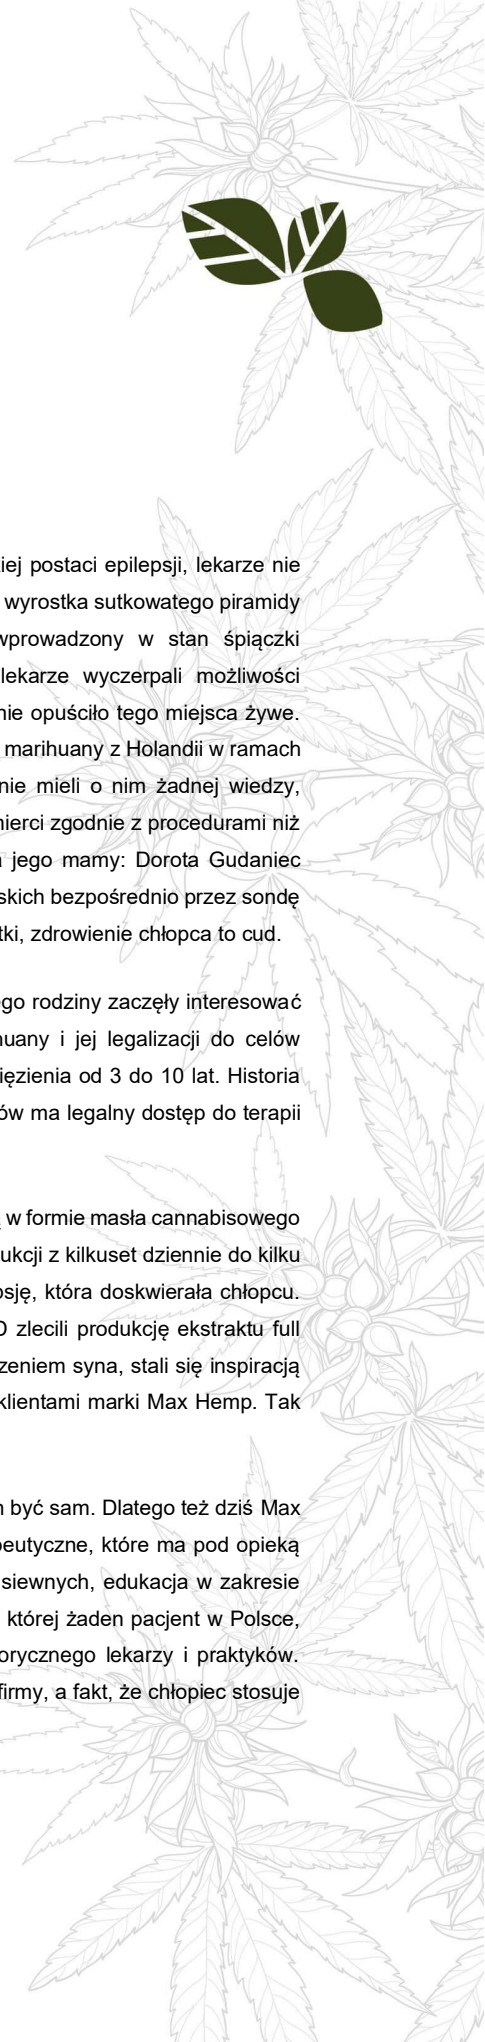 iej postaci epilepsji, lekarze nie
wyrostka sutkowatego piramidy
wprowadzony w stan śpiączki
lekarze wyczerpali możliwości
nie opuściło tego miejsca żywe.
marihuany z Holandii w ramach
nie mieli o nim żadnej wiedzy,
mierci zgodnie z procedurami niż
jego mamy: Dorota Gudaniec
skich bezpośrednio przez sondę
tki, zdrowienie chłopca to cud.
go rodziny zaczęły interesować
huany i jej legalizacji do celów
ięzienia od 3 do 10 lat. Historia
ów ma legalny dostęp do terapii
w formie masła cannabisowego
ukcji z kilkuset dziennie do kilku
osję, która doskwierała chłopcu.
zlecili produkcję ekstraktu full
zeniem syna, stali się inspiracją
klientami marki Max Hemp. Tak
być sam. Dlatego też dziś Max
peutyczne, które ma pod opieką
siewnych, edukacja w zakresie
której żaden pacjent w Polsce,
orycznego lekarzy i praktyków.
firmy, a fakt, że chłopiec stosuje